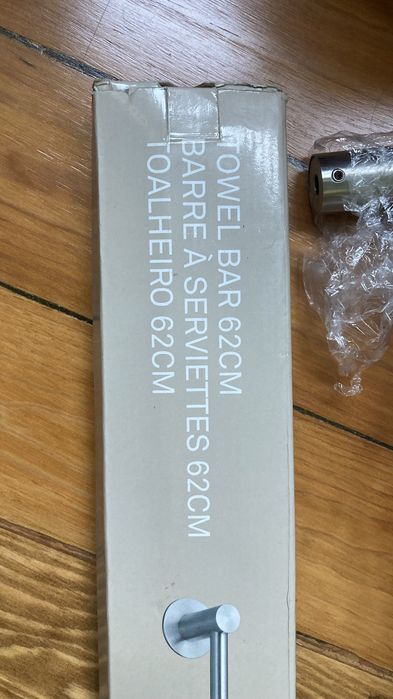 TOWEL BAR 62CM
BARRE À SERVIETTES 62CM
TOALHEIRO 62CM